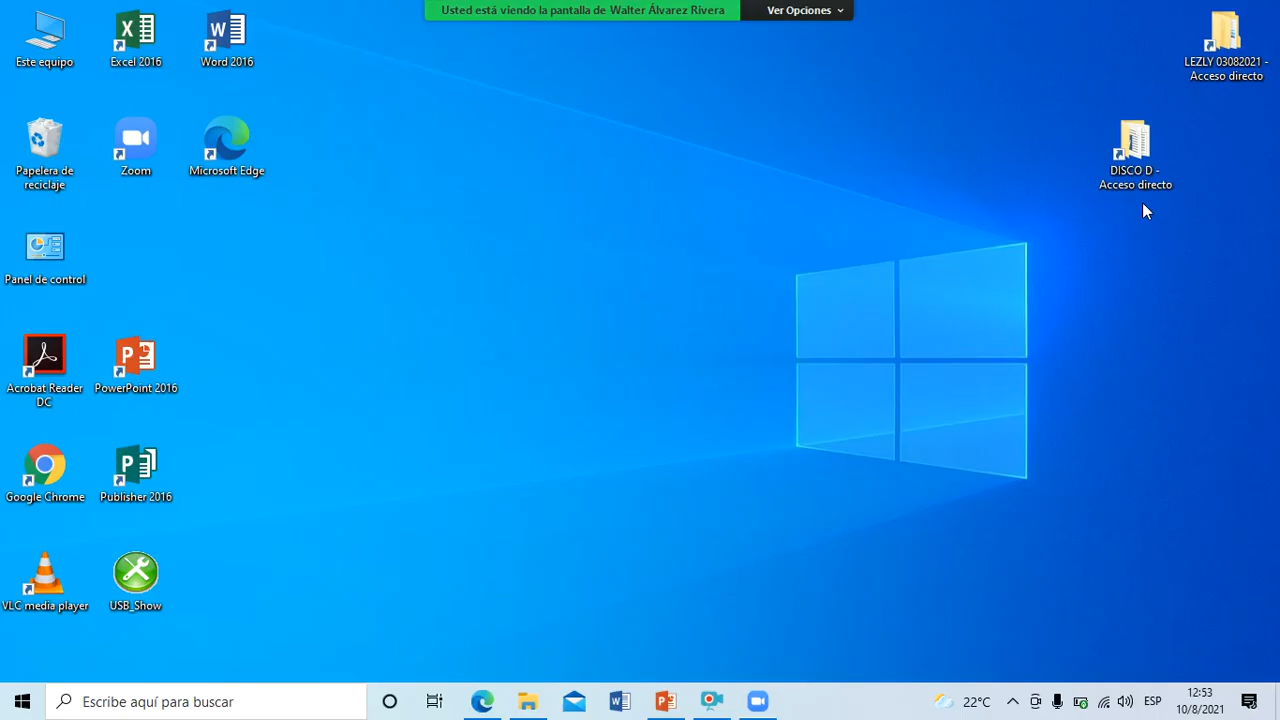 Usted está viendo la pantalla de Walter Álvarez Rivera
Ver Opciones
Este equipo
Excel 2016
Word 2016
LEZLY 03082021 -
Acceso directo
Papelera de
reciclaje
Zoom
Microsoft Edge
DISCO D -
Acceso directo
Panel de control
Acrobat Reader
DC
PowerPoint 2016
Google Chrome
Publisher 2016
VLC media player
USB_Show
Escribe aquí para buscar
22°C
ESP
12:53
10/8/2021